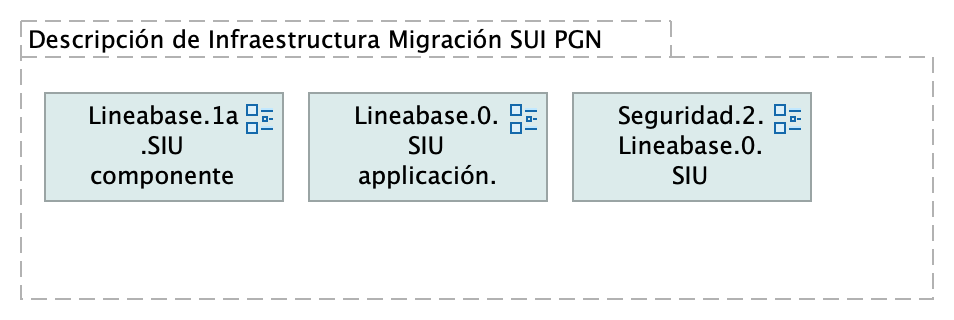 Descripción de Infraestructura Migración SUI PGN
Lineabase.1a
.SIU
componente
Lineabase.0.
SIU
applicación.
Seguridad.2.
Lineabase.0.
SIU